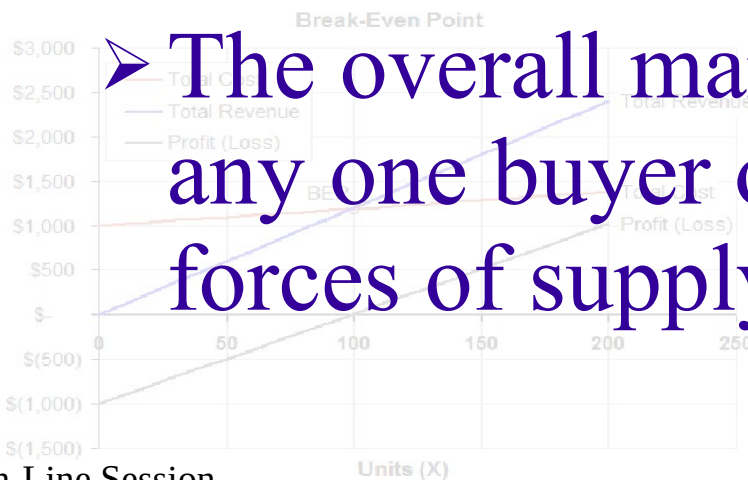 Break-Even Point
$3,000
$2,500
$2,000
$1,500
$1,000
$500
$-
$(500)
$(1,000)
$(1,500)
Total Cost
Total Revenue
Profit (Loss)
The overall ma
any one buyer
forces of supply
Total Revenue
Total Cost
Profit (Loss)
BEP
0 50 100 150 200 250
Units (X)
Line Session